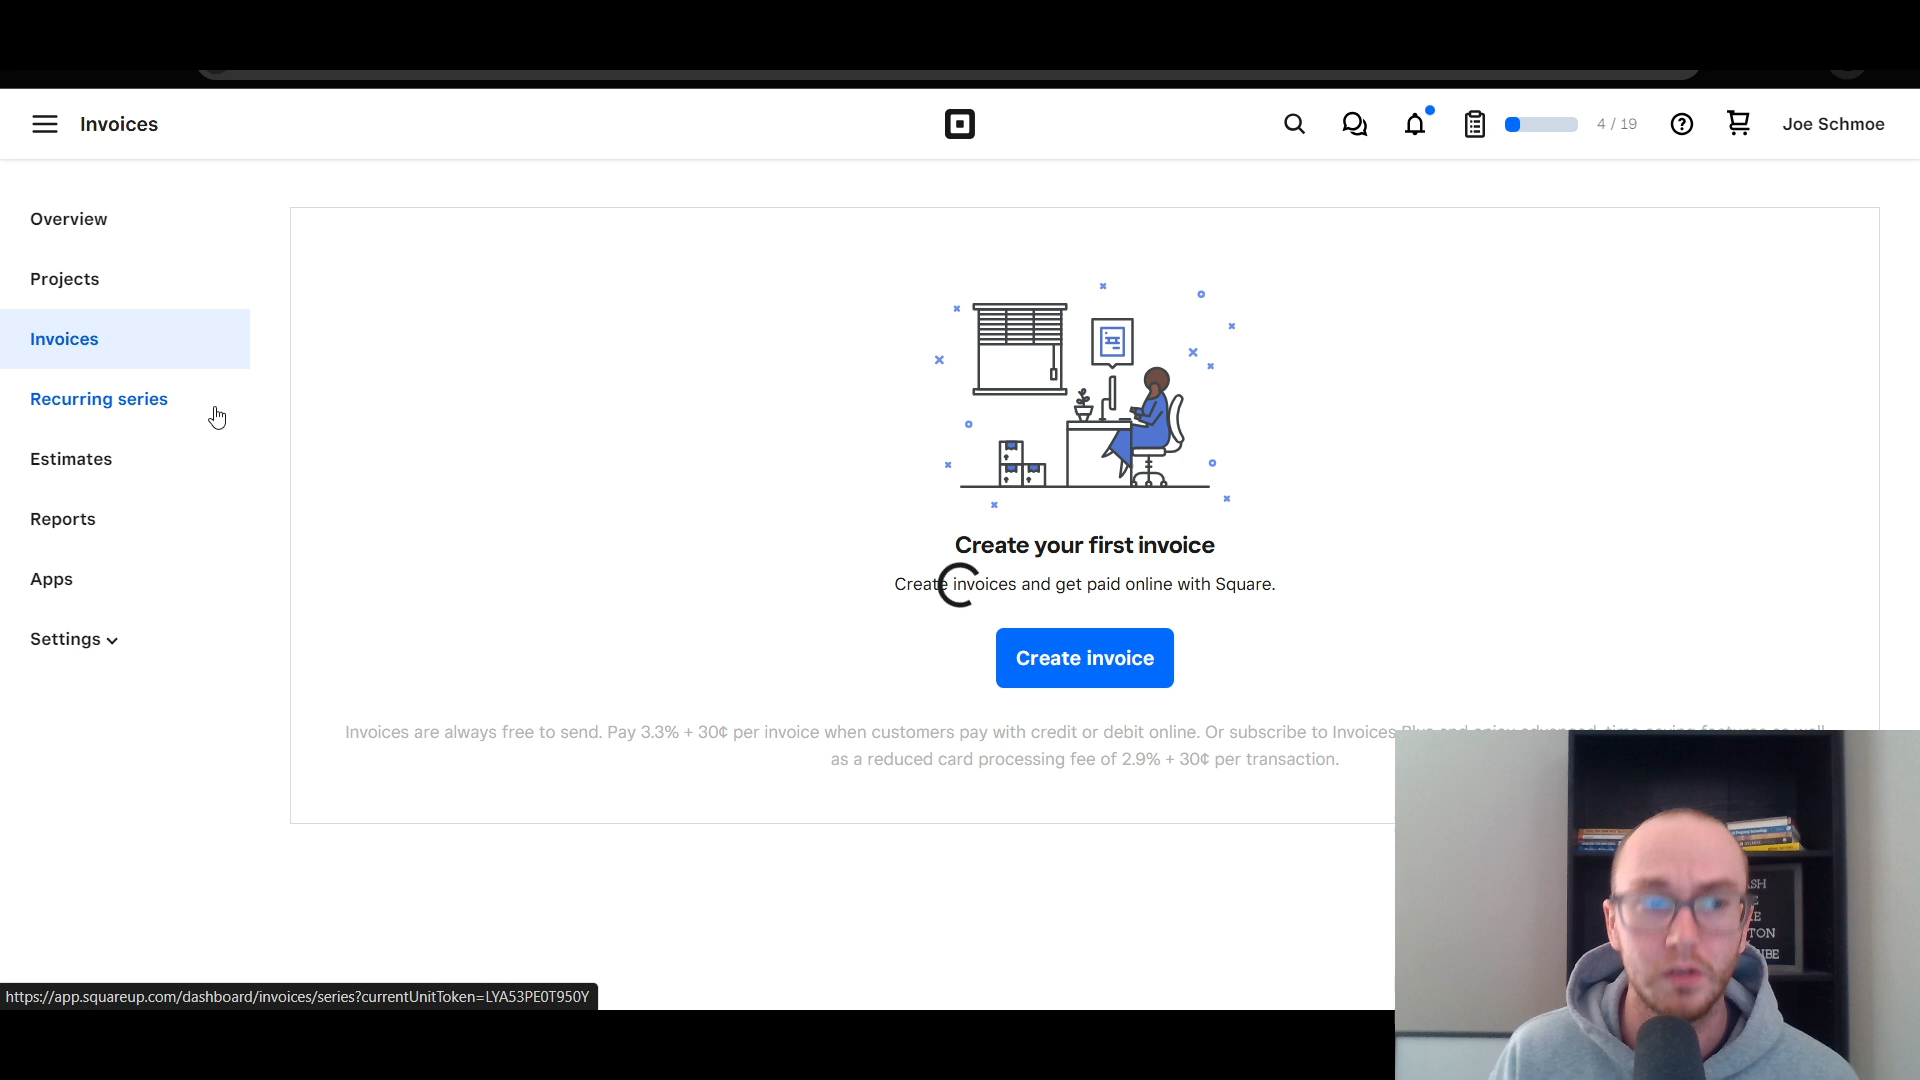 Invoices
4 / 19
Joe Schmoe
Overview
Projects
Invoices
Recurring series
Estimates
Reports
Apps
Settings
Create your first invoice
Create invoices and get paid online with Square.
Create invoice
Invoices are always free to send. Pay 3.3% + 30¢ per invoice when customers pay with credit or debit online. Or subscribe to Invoices
as a reduced card processing fee of 2.9% + 30¢ per transaction.
https://app.squareup.com/dashboard/invoices/series?currentUnitToken=LYA53PE0T950Y